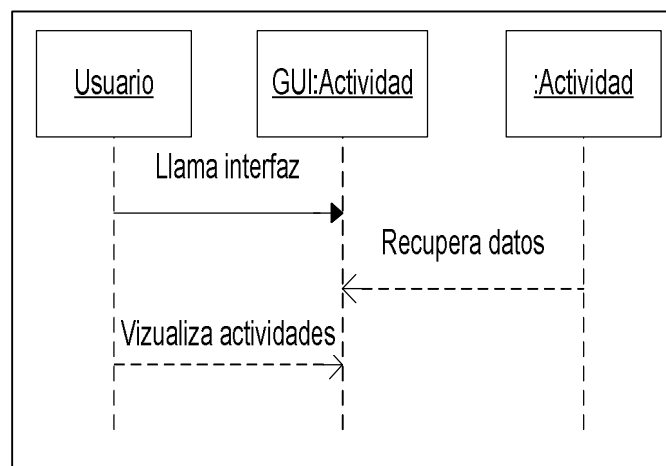 Usuario
GUI:Actividad
:Actividad
Llama interfaz
Recupera datos
Vizualiza actividades